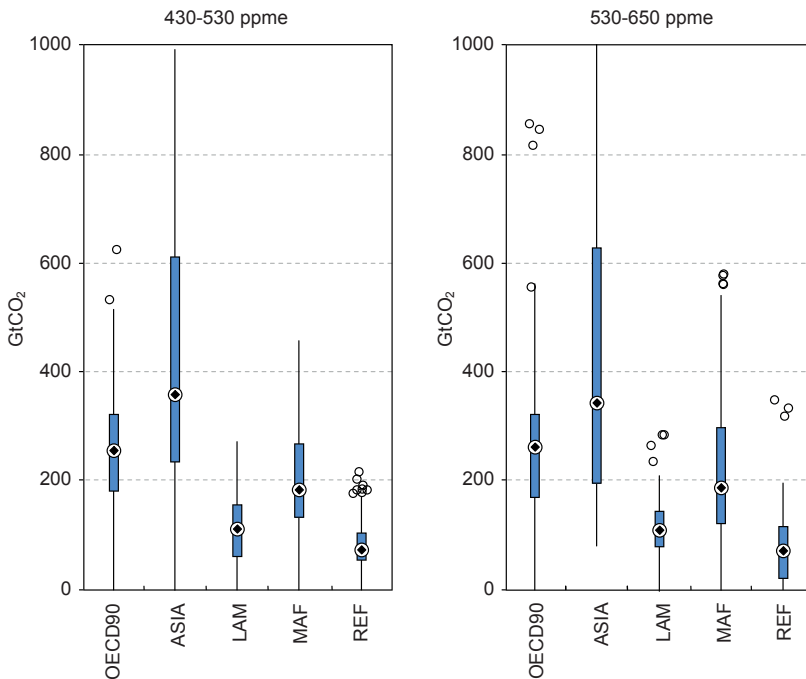 430-530 ppme
530-650 ppme
GtCO₂
1000
800
600
400
200
0
OECD90
ASIA
LAM
MAF
REF
GtCO₂
1000
800
600
400
200
0
OECD90
ASIA
LAM
MAF
REF